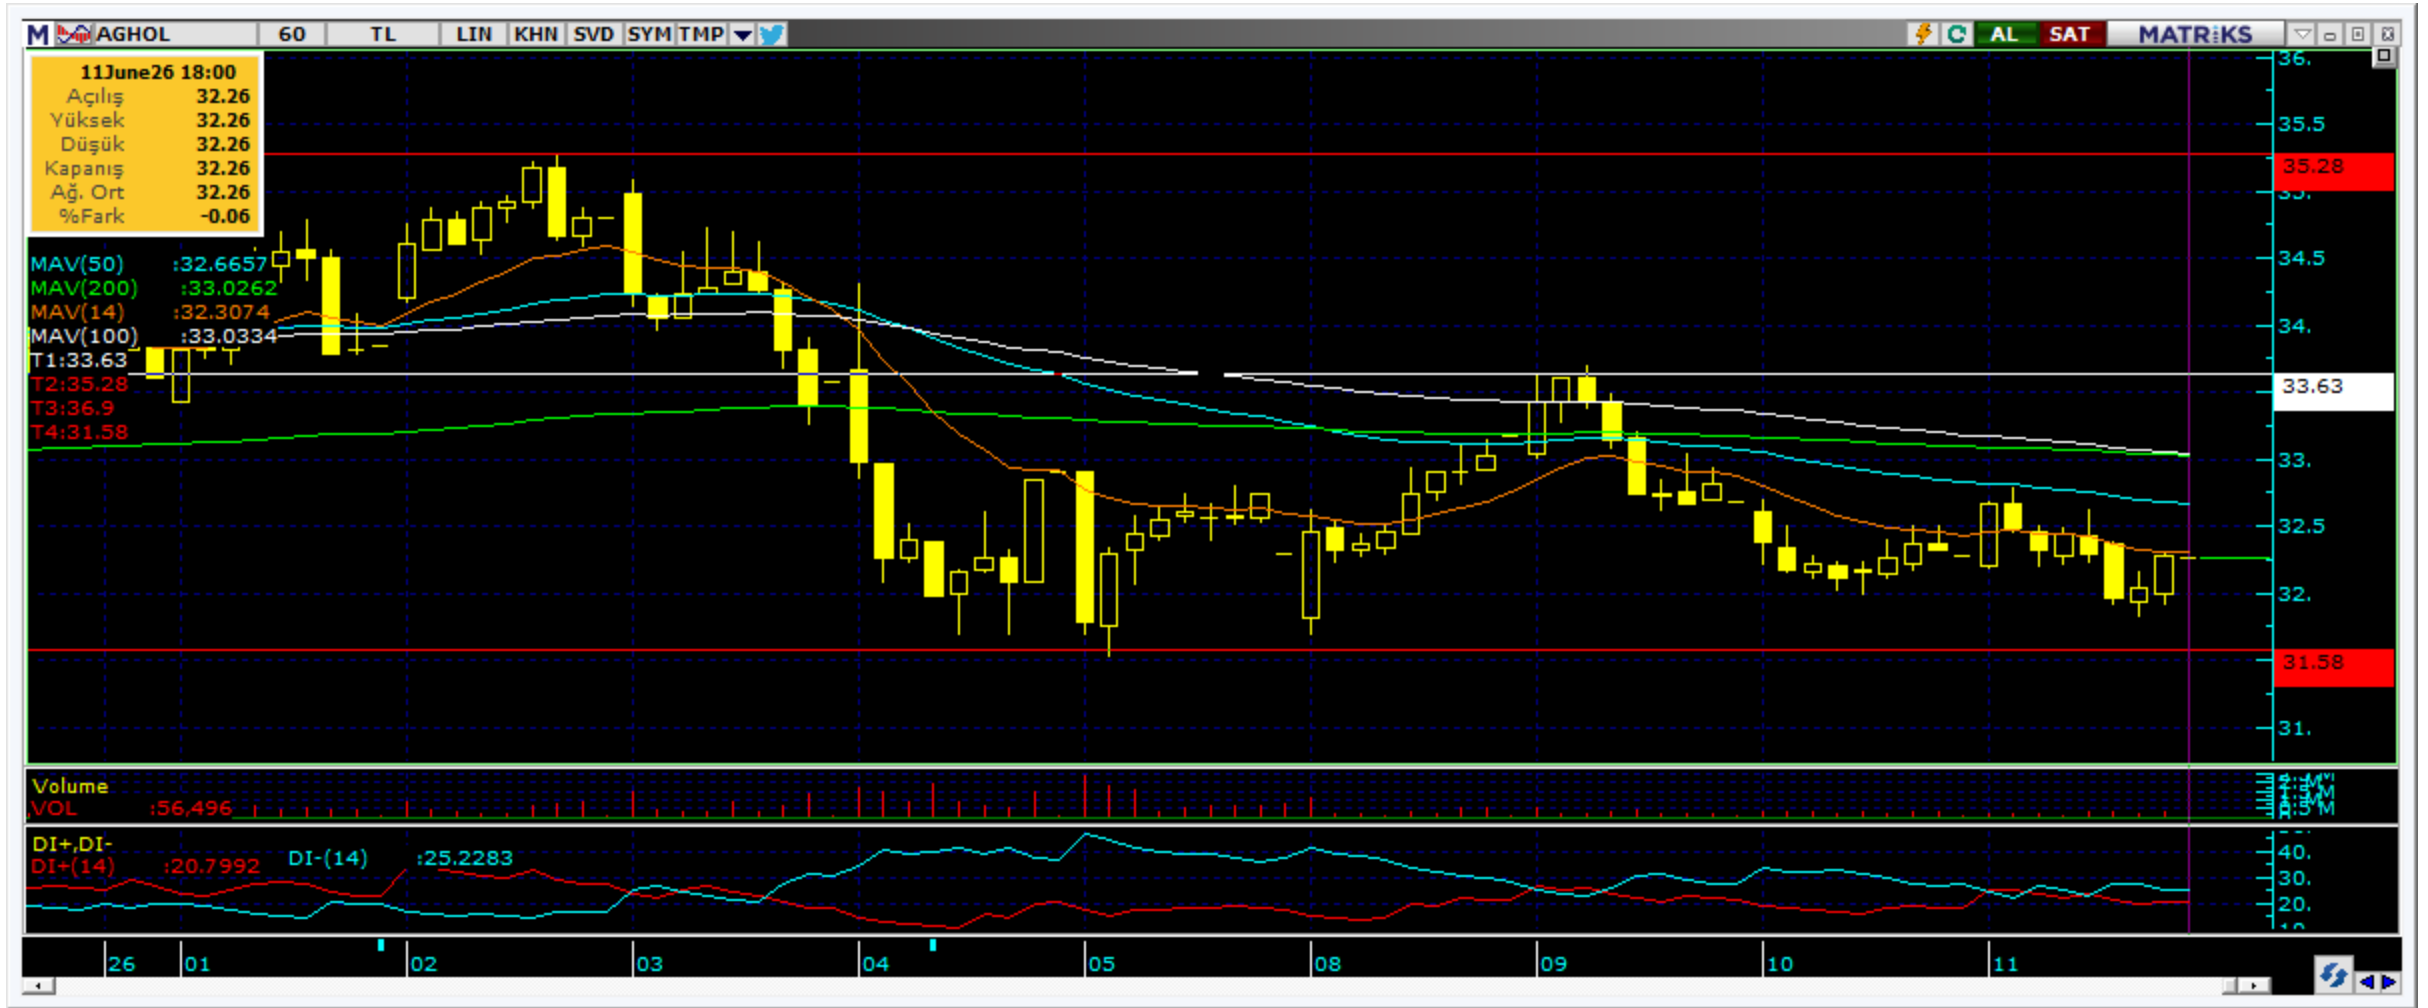 M AGHOL 60 TL LIN KHN SVD SYM TMP AL SAT MATRiKS
11June26 18:00
Açılış 32.26
Yüksek 32.26
Düşük 32.26
Kapanış 32.26
Ağ. Ort 32.26
%Fark -0.06
MAV(50) :32.6657
MAV(200) :33.0262
MAV(14) :32.3074
MAV(100) :33.0334
T1:33.63
T2:35.28
T3:36.9
T4:31.58
36.
35.5
35.28
35.
34.5
34.
33.63
33.
32.5
32.
31.58
31.
Volume
VOL :56,496
DI+,DI-
DI+(14) :20.7992 DI-(14) :25.2283
40.
30.
20.
26 01 02 03 04 05 08 09 10 11